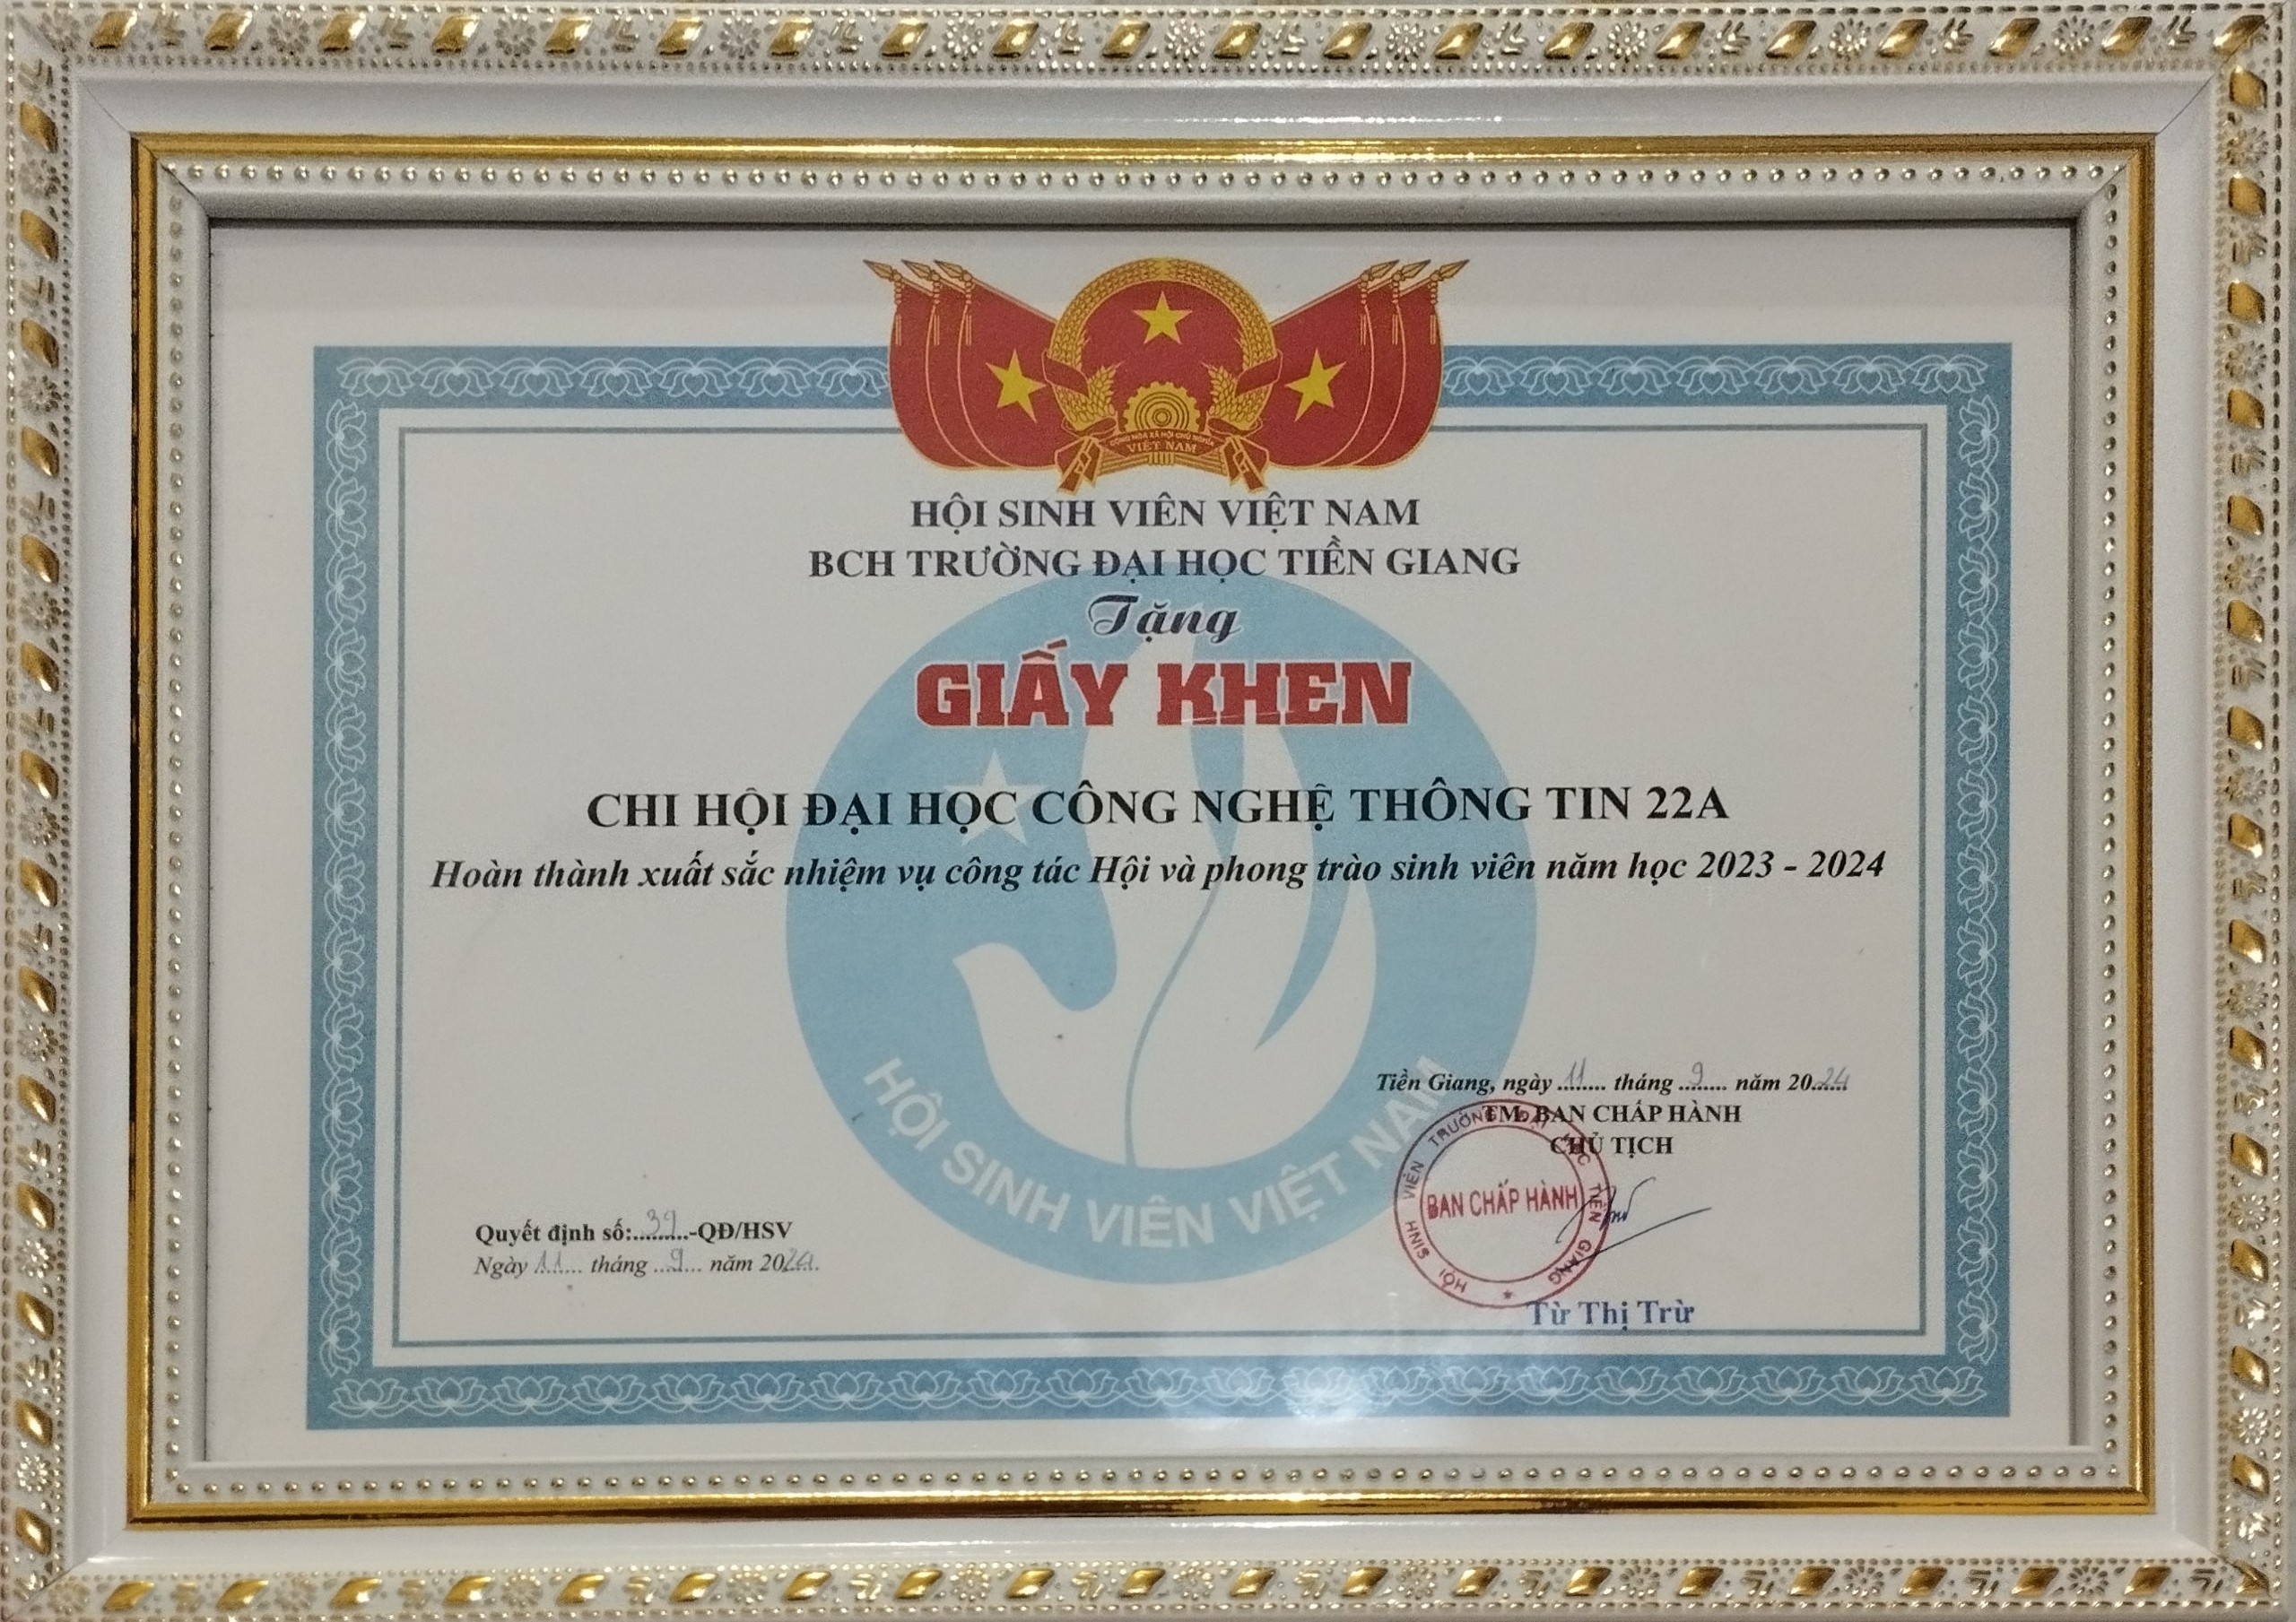 CỘNG HÒA XÃ HỘI CHỦ NGHĨA
VIỆT NAM
HỘI SINH VIÊN VIỆT NAM
BCH TRƯỜNG ĐẠI HỌC TIỀN GIANG
Tặng
GIẤY KHEN
CHI HỘI ĐẠI HỌC CÔNG NGHỆ THÔNG TIN 22A
Hoàn thành xuất sắc nhiệm vụ công tác Hội và phong trào sinh viên năm học 2023 - 2024
HỘI SINH VIÊN VIỆT NAM
Tiền Giang, ngày 11 tháng 9 năm 2024
TM. BAN CHẤP HÀNH
CHỦ TỊCH
HỘI SINH VIÊN TRƯỜNG ĐẠI HỌC TIỀN GIANG
BAN CHẤP HÀNH
Từ Thị Trừ
Quyết định số: 39 -QĐ/HSV
Ngày 11 tháng 9 năm 2024